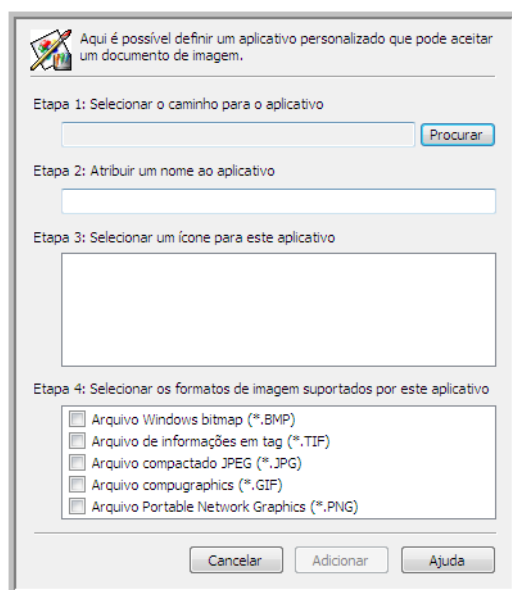 Aqui é possível definir um aplicativo personalizado que pode aceitar
um documento de imagem.
Etapa 1: Selecionar o caminho para o aplicativo
Procurar
Etapa 2: Atribuir um nome ao aplicativo
Etapa 3: Selecionar um ícone para este aplicativo
Etapa 4: Selecionar os formatos de imagem suportados por este aplicativo
Arquivo Windows bitmap (*.BMP)
Arquivo de informações em tag (*.TIF)
Arquivo compactado JPEG (*.JPG)
Arquivo compugraphics (*.GIF)
Arquivo Portable Network Graphics (*.PNG)
Cancelar Adicionar Ajuda